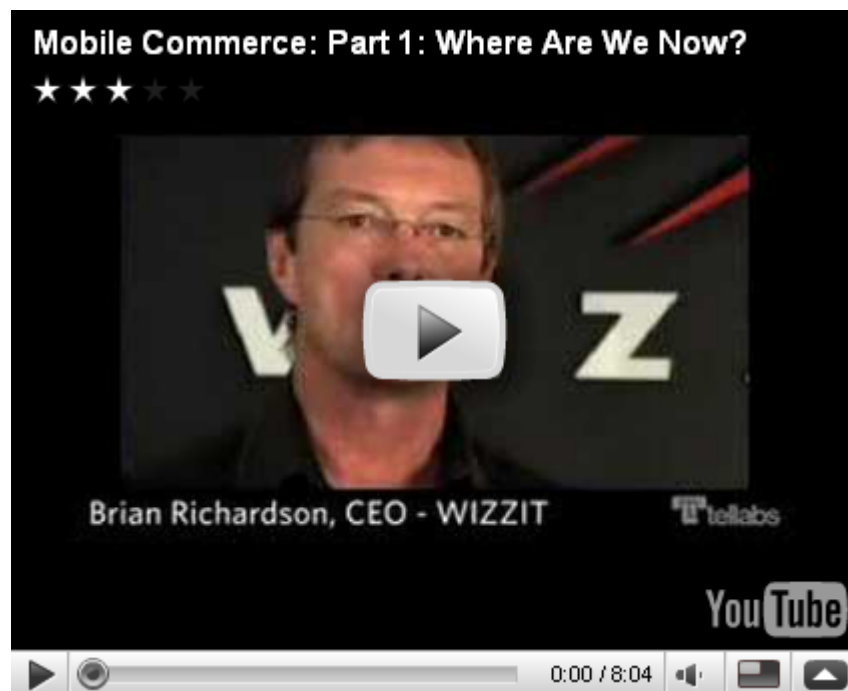 Mobile Commerce: Part 1: Where Are We Now?
W Z
Brian Richardson, CEO - WIZZIT
tellabs
YouTube
0:00 / 8:04